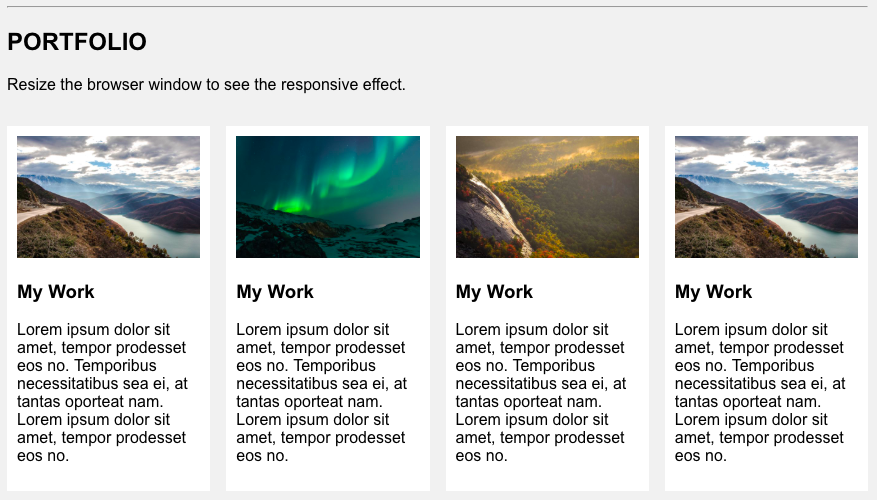 PORTFOLIO
Resize the browser window to see the responsive effect.
My Work
Lorem ipsum dolor sit
amet, tempor prodesset
eos no. Temporibus
necessitatibus sea ei, at
tantas oporteat nam.
Lorem ipsum dolor sit
amet, tempor prodesset
eos no.
My Work
Lorem ipsum dolor sit
amet, tempor prodesset
eos no. Temporibus
necessitatibus sea ei, at
tantas oporteat nam.
Lorem ipsum dolor sit
amet, tempor prodesset
eos no.
My Work
Lorem ipsum dolor sit
amet, tempor prodesset
eos no. Temporibus
necessitatibus sea ei, at
tantas oporteat nam.
Lorem ipsum dolor sit
amet, tempor prodesset
eos no.
My Work
Lorem ipsum dolor sit
amet, tempor prodesset
eos no. Temporibus
necessitatibus sea ei, at
tantas oporteat nam.
Lorem ipsum dolor sit
amet, tempor prodesset
eos no.